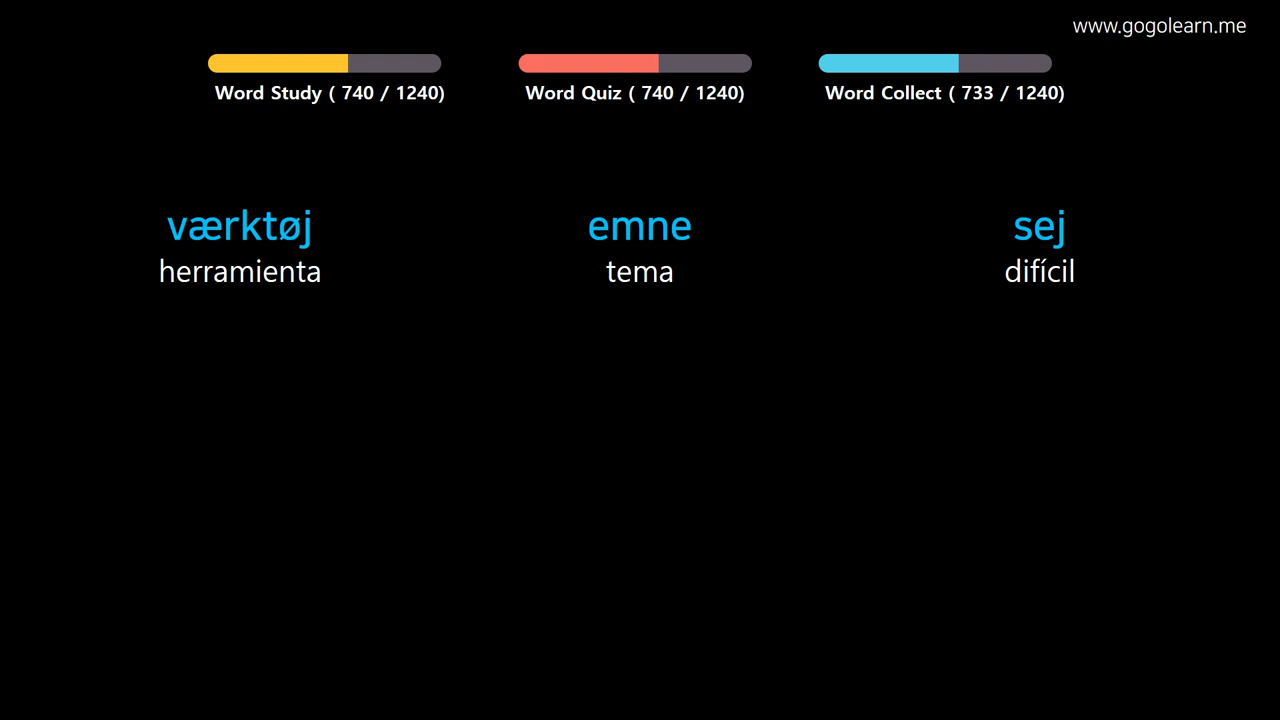 www.gogolearn.me
Word Study ( 740 / 1240)
Word Quiz ( 740 / 1240)
Word Collect ( 733 / 1240)
værktøj
herramienta
emne
tema
sej
difícil